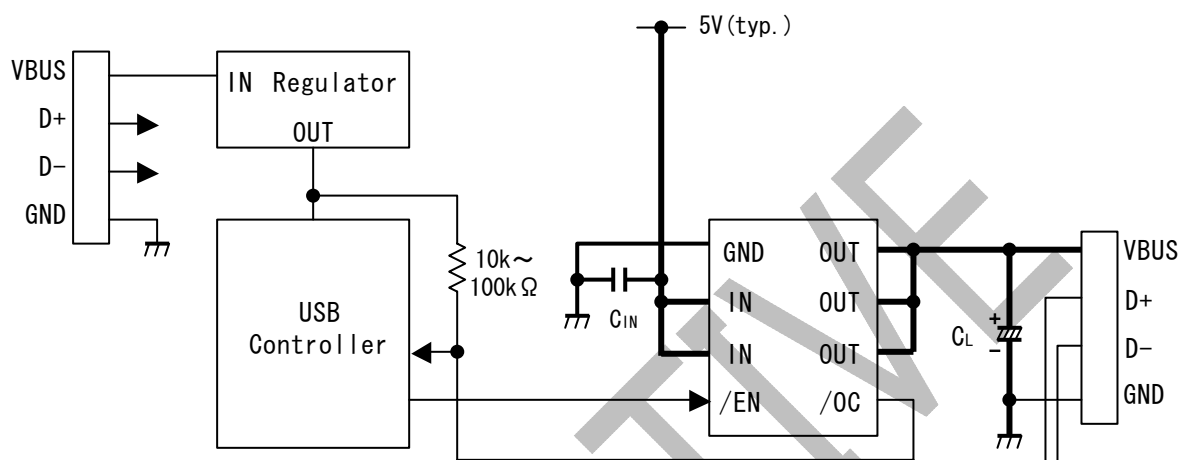 5V(typ.)
VBUS
D+
D-
GND
IN Regulator
OUT
10k~
100kΩ
USB
Controller
CIN
GND OUT
IN OUT
IN OUT
/EN /OC
+
CL
-
VBUS
D+
D-
GND
TIVE